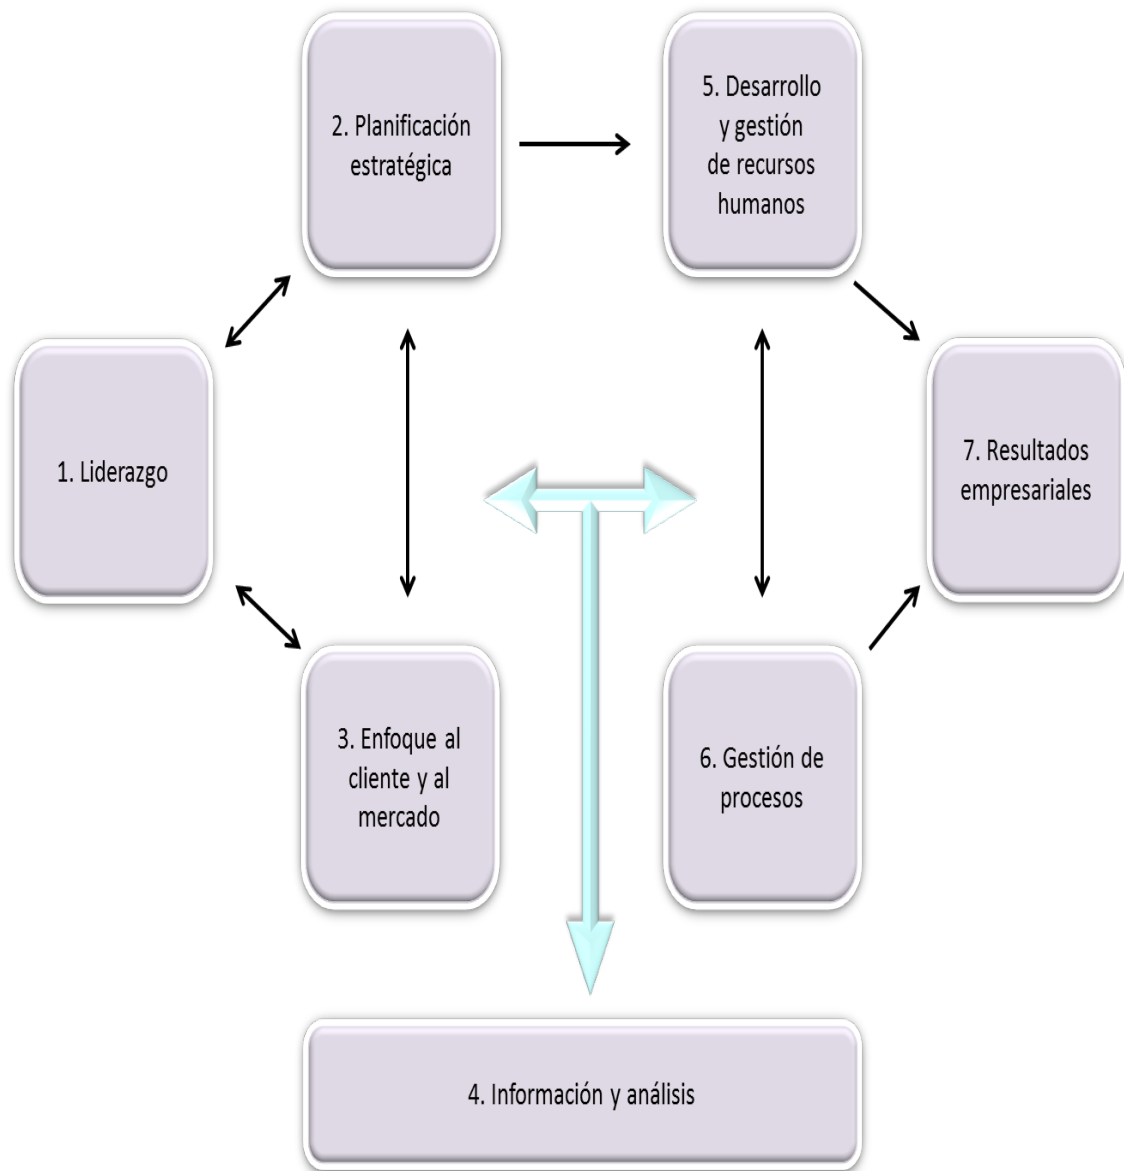 2. Planificación
estratégica
5. Desarrollo
y gestión
de recursos
humanos
1. Liderazgo
7. Resultados
empresariales
3. Enfoque al
cliente y al
mercado
6. Gestión de
procesos
4. Información y análisis